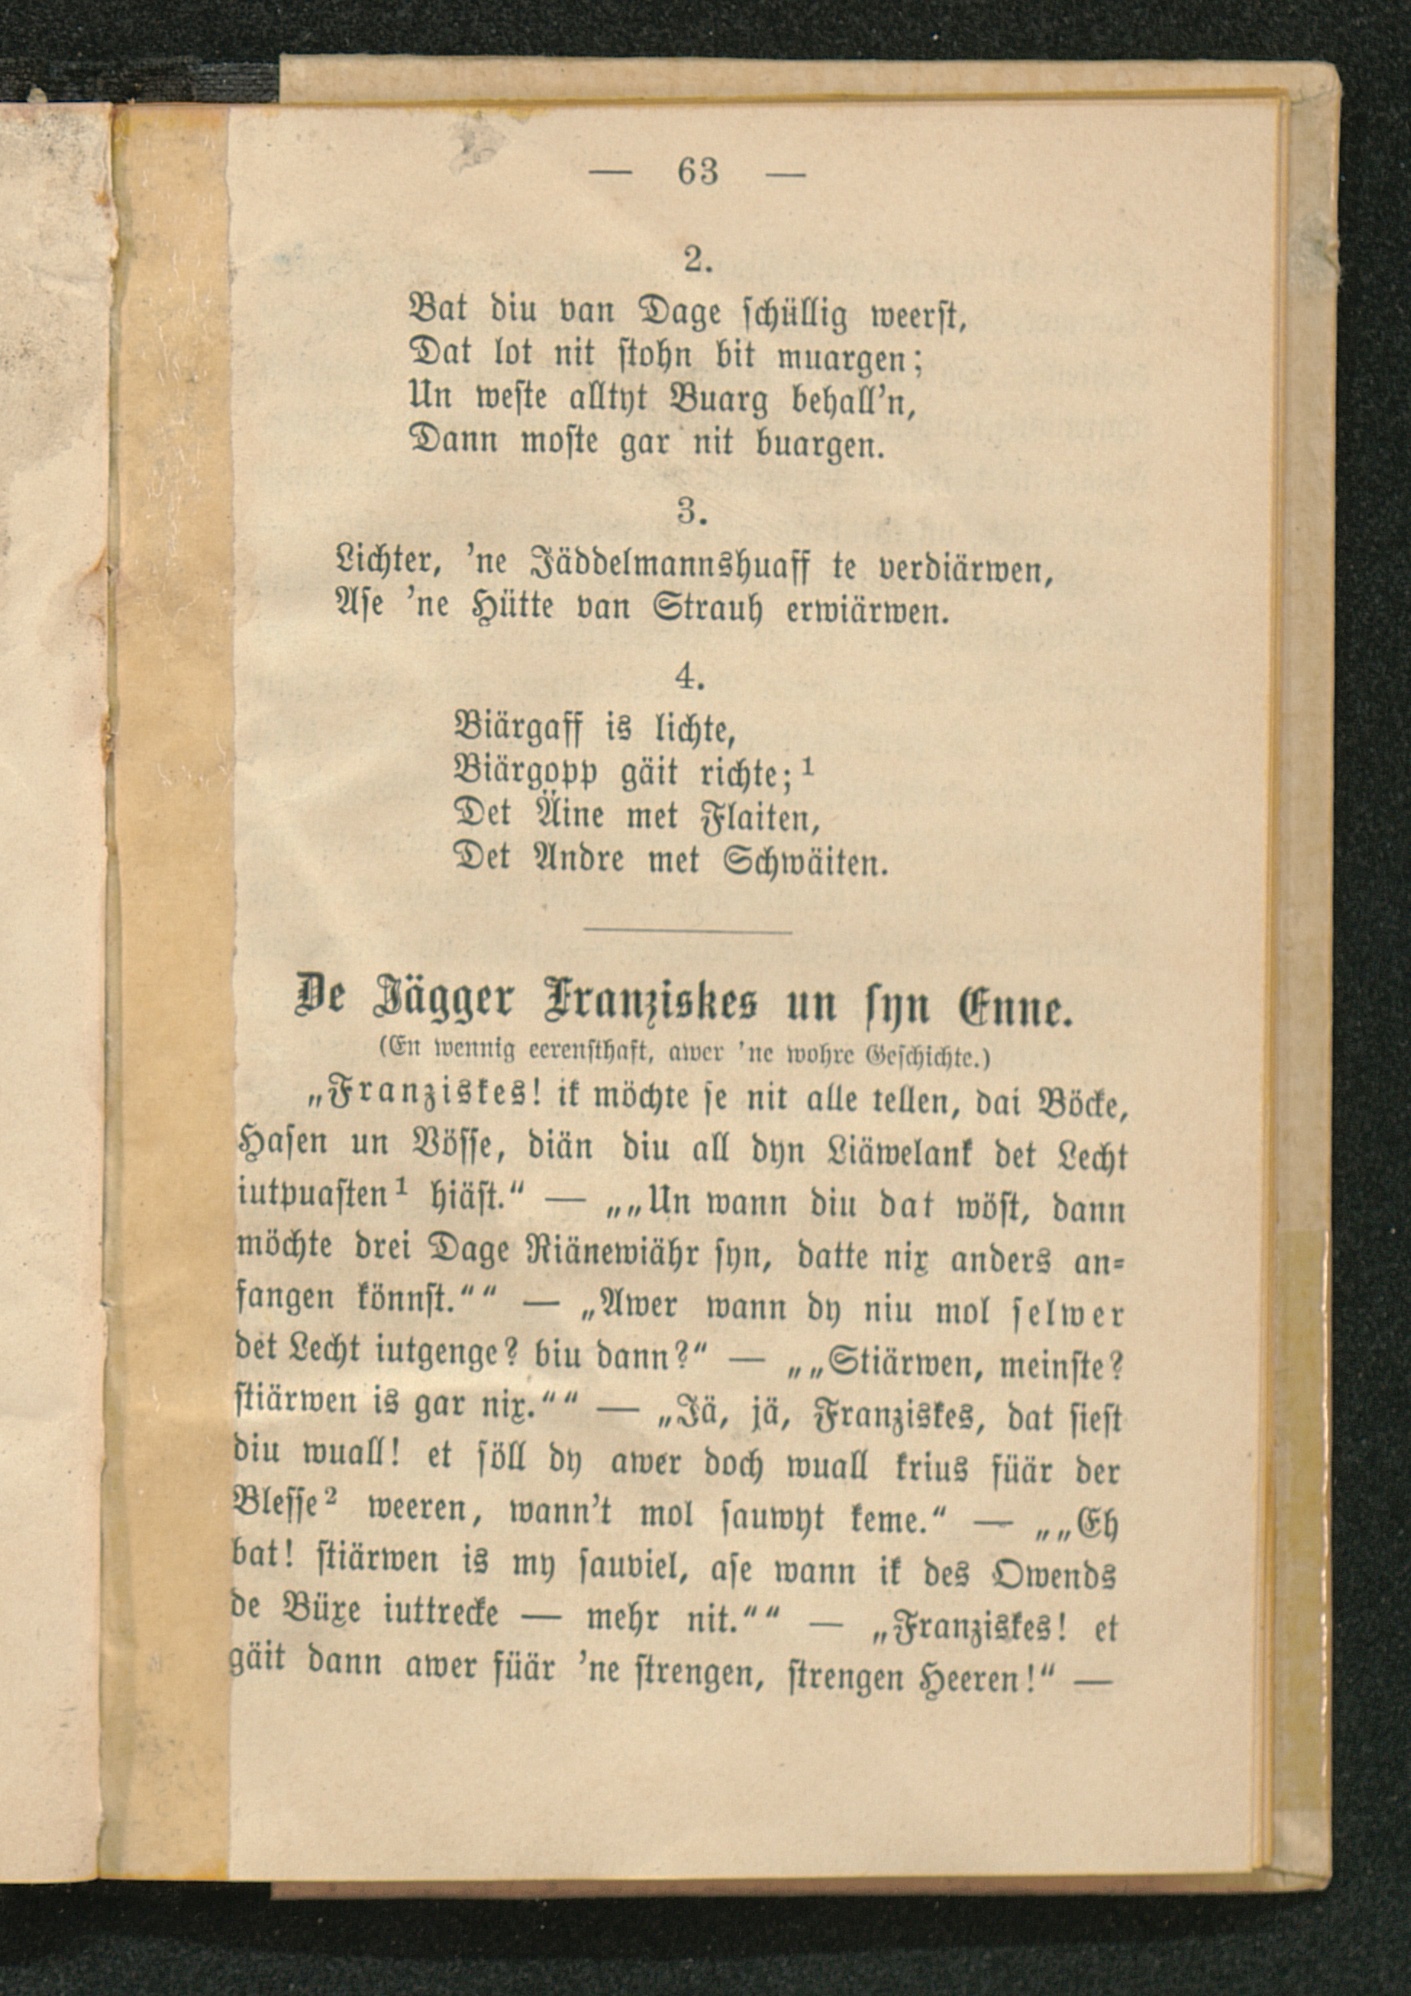 — 63 —
2.
Bat diu van Dage schüllig weerst,
Dat lot nit stohn bit muargen;
Un weste alltyt Buarg behall'n,
Dann moste gar nit buargen.
3.
Lichter, 'ne Jäddelmannshuaff te verdiärwen,
Ase 'ne Hütte van Strauh erwiärwen.
4.
Biärgaff is lichte,
Biärgopp gäit richte;¹
Det Äine met Flaiten,
Det Andre met Schwäiten.
De Jägger Franziskes un syn Enne.
(En wennig eerensthaft, awer 'ne wohre Geschichte.)
„Franziskes! ik möchte se nit alle tellen, dai Böcke,
Hasen un Vösse, diän diu all dyn Liäwelank det Lecht
iutpuasten¹ hiäst.“ — „„Un wann diu dat wöst, dann
möchte drei Dage Riänewiähr syn, datte nix anders an-
fangen könnst.““ — „Awer wann dy niu mol selwer
det Lecht iutgenge? biu dann?“ — „„Stiärwen, meinste?
stiärwen is gar nix.““ — „Jä, jä, Franziskes, dat siest
diu wuall! et söll dy awer doch wuall krius füär der
Blesse² weeren, wann't mol sauwyt keme.“ — „„Eh
bat! stiärwen is my sauviel, ase wann ik des Owends
de Büxe iuttrecke — mehr nit.““ — „Franziskes! et
gäit dann awer füär 'ne strengen, strengen Heeren!“ —